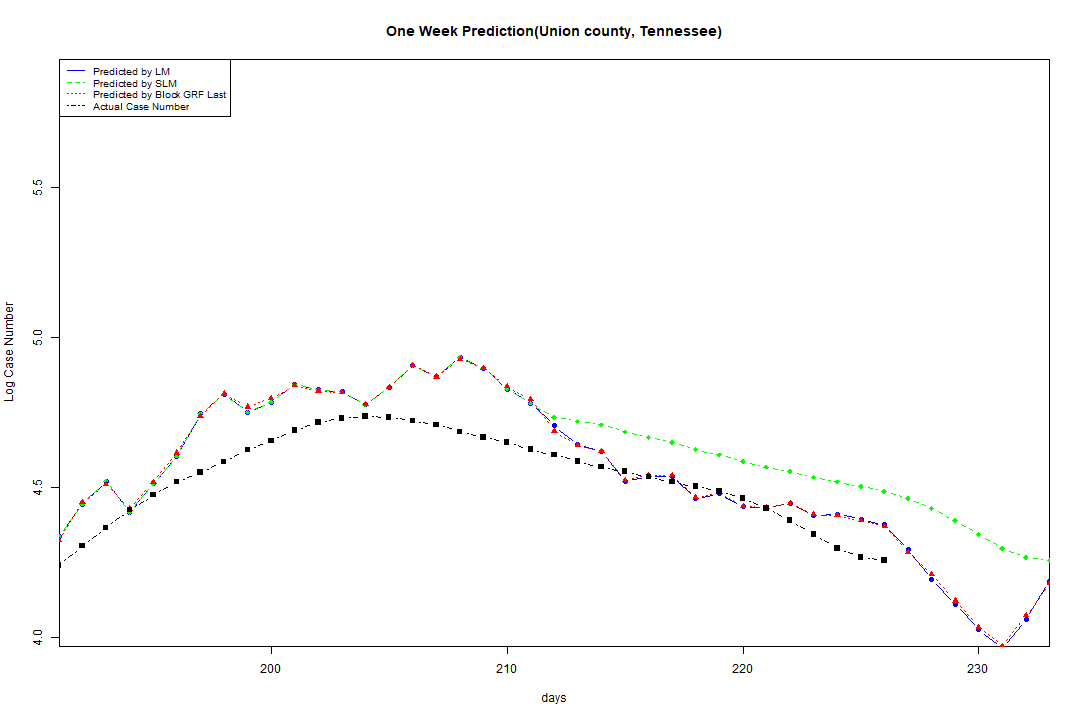 One Week Prediction(Union county, Tennessee)
Predicted by LM
Predicted by SLM
Predicted by Block GRF Last
Actual Case Number
5.5
5.0
4.5
4.0
Log Case Number
200 210 220 230
days